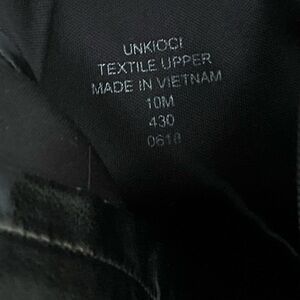 UNKIOCI
TEXTILE UPPER
MADE IN VIETNAM
10M
430
0618